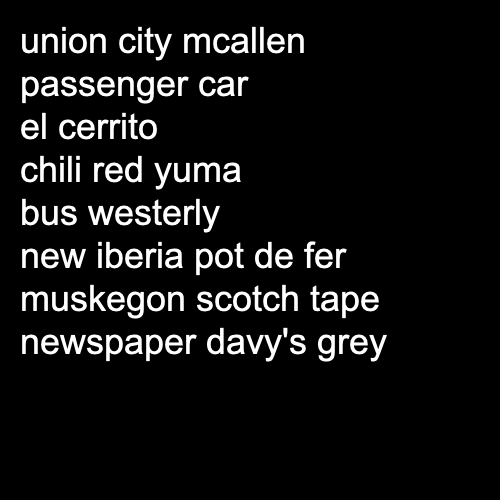 union city mcallen
passenger car
el cerrito
chili red yuma
bus westerly
new iberia pot de fer
muskegon scotch tape
newspaper davy's grey